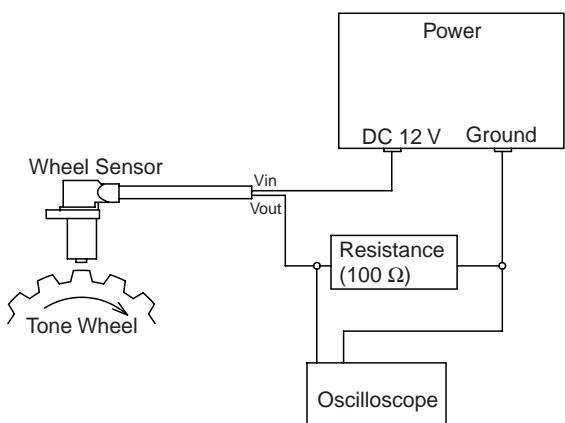 Power
DC 12 V
Ground
Wheel Sensor
Vin
Vout
Resistance
(100 Ω)
Tone Wheel
Oscilloscope